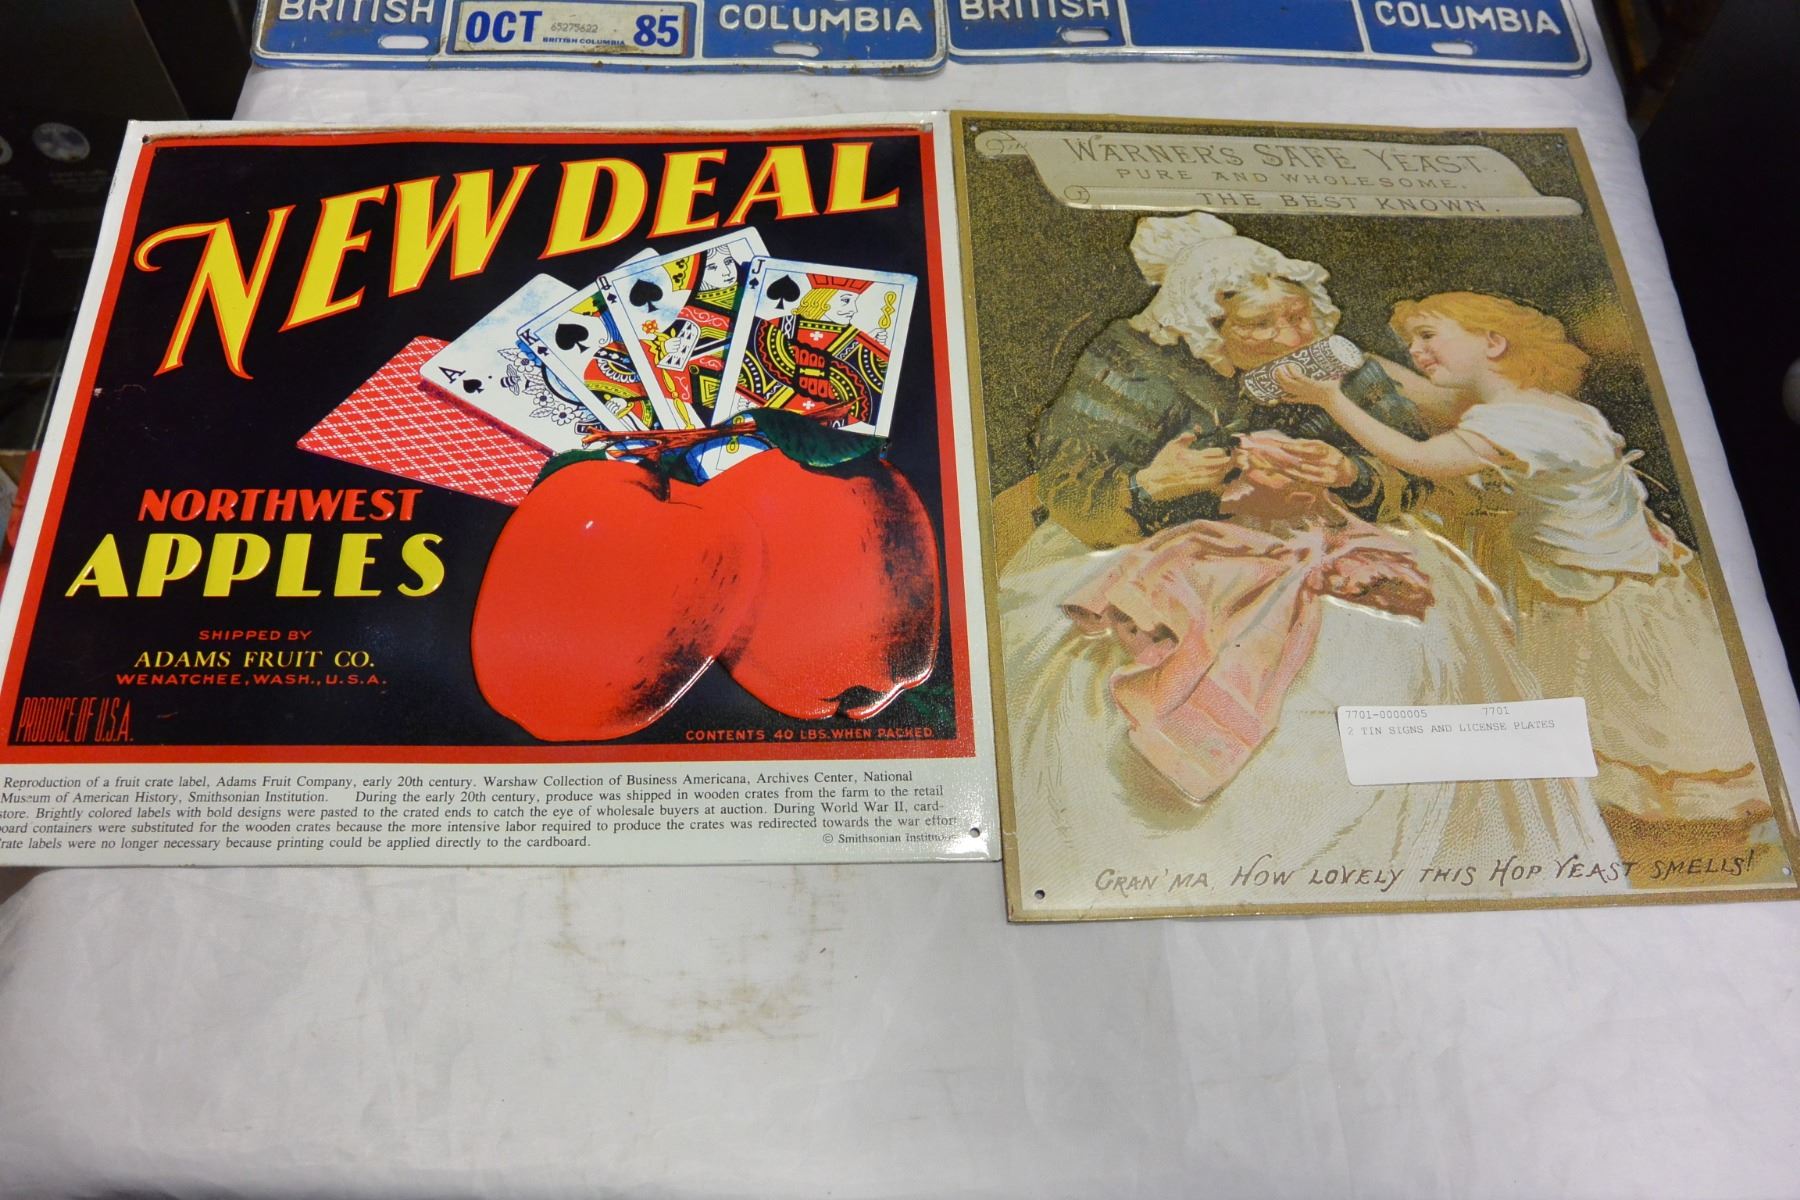 BRITISH
OCT
65275622
BRITISH COLUMBIA
85
COLUMBIA
BRITISH
COLUMBIA
NEW DEAL
A
K
Q
J
NORTHWEST
APPLES
SHIPPED BY
ADAMS FRUIT CO.
WENATCHEE, WASH., U.S.A.
PRODUCE OF U.S.A.
CONTENTS 40 LBS. WHEN PACKED
Reproduction of a fruit crate label, Adams Fruit Company, early 20th century. Warshaw Collection of Business Americana, Archives Center, National
Museum of American History, Smithsonian Institution. During the early 20th century, produce was shipped in wooden crates from the farm to the retail
store. Brightly colored labels with bold designs were pasted to the crated ends to catch the eye of wholesale buyers at auction. During World War II, card-
board containers were substituted for the wooden crates because the more intensive labor required to produce the crates was redirected towards the war effort.
rate labels were no longer necessary because printing could be applied directly to the cardboard.
© Smithsonian Institution
WARNER'S SAFE YEAST.
PURE AND WHOLESOME.
THE BEST KNOWN.
SAFE
7701-0000005 7701
2 TIN SIGNS AND LICENSE PLATES
GRAN'MA, HOW LOVELY THIS HOP YEAST SMELLS!